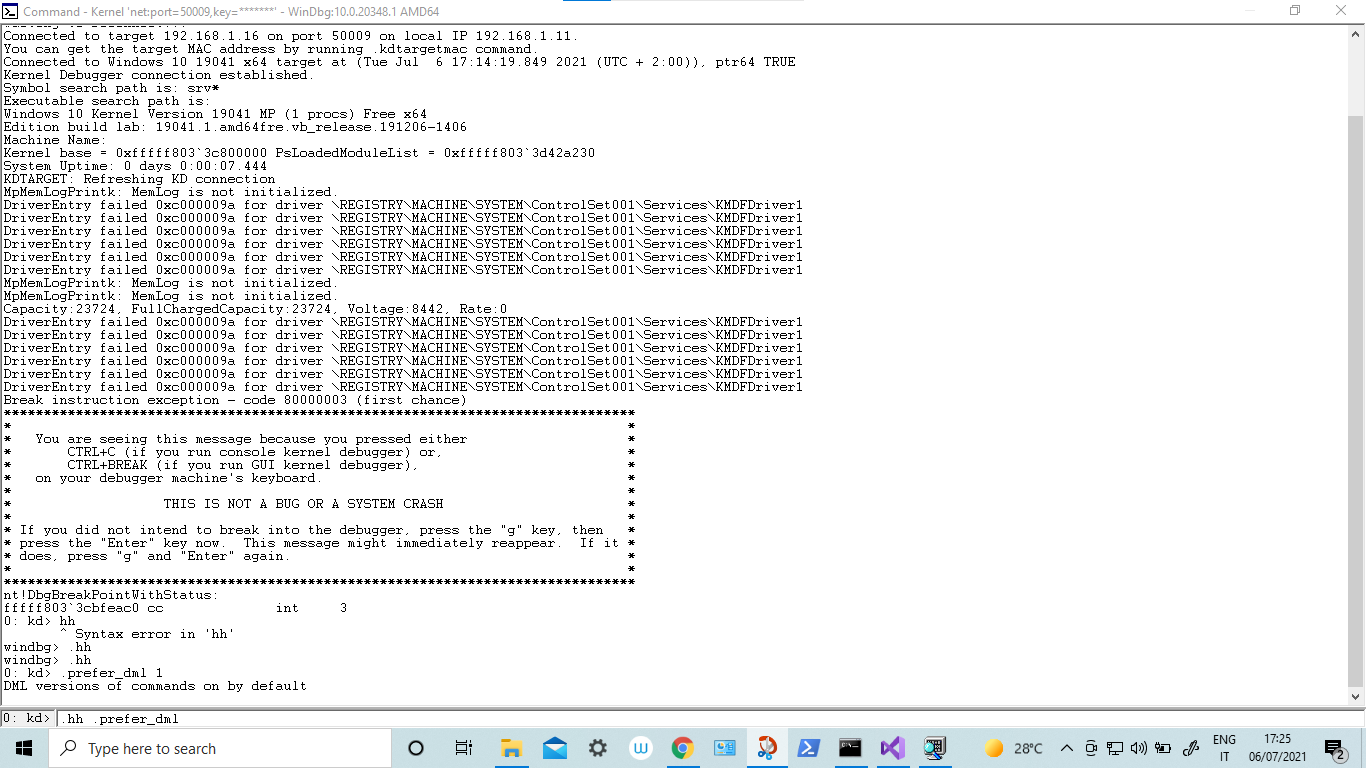 Command - Kernel 'net:port=50009,key=*******' - WinDbg:10.0.20348.1 AMD64
Connected to target 192.168.1.16 on port 50009 on local IP 192.168.1.11.
You can get the target MAC address by running .kdtargetmac command.
Connected to Windows 10 19041 x64 target at (Tue Jul  6 17:14:19.849 2021 (UTC + 2:00)), ptr64 TRUE
Kernel Debugger connection established.
Symbol search path is: srv*
Executable search path is:
Windows 10 Kernel Version 19041 MP (1 procs) Free x64
Edition build lab: 19041.1.amd64fre.vb_release.191206-1406
Machine Name:
Kernel base = 0xfffff803`3c800000 PsLoadedModuleList = 0xfffff803`3d42a230
System Uptime: 0 days 0:00:07.444
KDTARGET: Refreshing KD connection
MpMemLogPrintk: MemLog is not initialized.
DriverEntry failed 0xc000009a for driver \REGISTRY\MACHINE\SYSTEM\ControlSet001\Services\KMDFDriver1
DriverEntry failed 0xc000009a for driver \REGISTRY\MACHINE\SYSTEM\ControlSet001\Services\KMDFDriver1
DriverEntry failed 0xc000009a for driver \REGISTRY\MACHINE\SYSTEM\ControlSet001\Services\KMDFDriver1
DriverEntry failed 0xc000009a for driver \REGISTRY\MACHINE\SYSTEM\ControlSet001\Services\KMDFDriver1
DriverEntry failed 0xc000009a for driver \REGISTRY\MACHINE\SYSTEM\ControlSet001\Services\KMDFDriver1
DriverEntry failed 0xc000009a for driver \REGISTRY\MACHINE\SYSTEM\ControlSet001\Services\KMDFDriver1
MpMemLogPrintk: MemLog is not initialized.
MpMemLogPrintk: MemLog is not initialized.
Capacity:23724, FullChargedCapacity:23724, Voltage:8442, Rate:0
DriverEntry failed 0xc000009a for driver \REGISTRY\MACHINE\SYSTEM\ControlSet001\Services\KMDFDriver1
DriverEntry failed 0xc000009a for driver \REGISTRY\MACHINE\SYSTEM\ControlSet001\Services\KMDFDriver1
DriverEntry failed 0xc000009a for driver \REGISTRY\MACHINE\SYSTEM\ControlSet001\Services\KMDFDriver1
DriverEntry failed 0xc000009a for driver \REGISTRY\MACHINE\SYSTEM\ControlSet001\Services\KMDFDriver1
DriverEntry failed 0xc000009a for driver \REGISTRY\MACHINE\SYSTEM\ControlSet001\Services\KMDFDriver1
DriverEntry failed 0xc000009a for driver \REGISTRY\MACHINE\SYSTEM\ControlSet001\Services\KMDFDriver1
Break instruction exception - code 80000003 (first chance)
*******************************************************************************
*                                                                             *
*   You are seeing this message because you pressed either                    *
*       CTRL+C (if you run console kernel debugger) or,                       *
*       CTRL+BREAK (if you run GUI kernel debugger),                          *
*   on your debugger machine's keyboard.                                      *
*                                                                             *
*                   THIS IS NOT A BUG OR A SYSTEM CRASH                       *
*                                                                             *
* If you did not intend to break into the debugger, press the "g" key, then   *
* press the "Enter" key now.  This message might immediately reappear.  If it *
* does, press "g" and "Enter" again.                                          *
*                                                                             *
*******************************************************************************
nt!DbgBreakPointWithStatus:
fffff803`3cbfeac0 cc              int     3
0: kd> hh
       ^ Syntax error in 'hh'
windbg> .hh
windbg> .hh
0: kd> .prefer_dml 1
DML versions of commands on by default
0: kd> .hh .prefer_dml
Type here to search
28°C
ENG
IT
17:25
06/07/2021
2